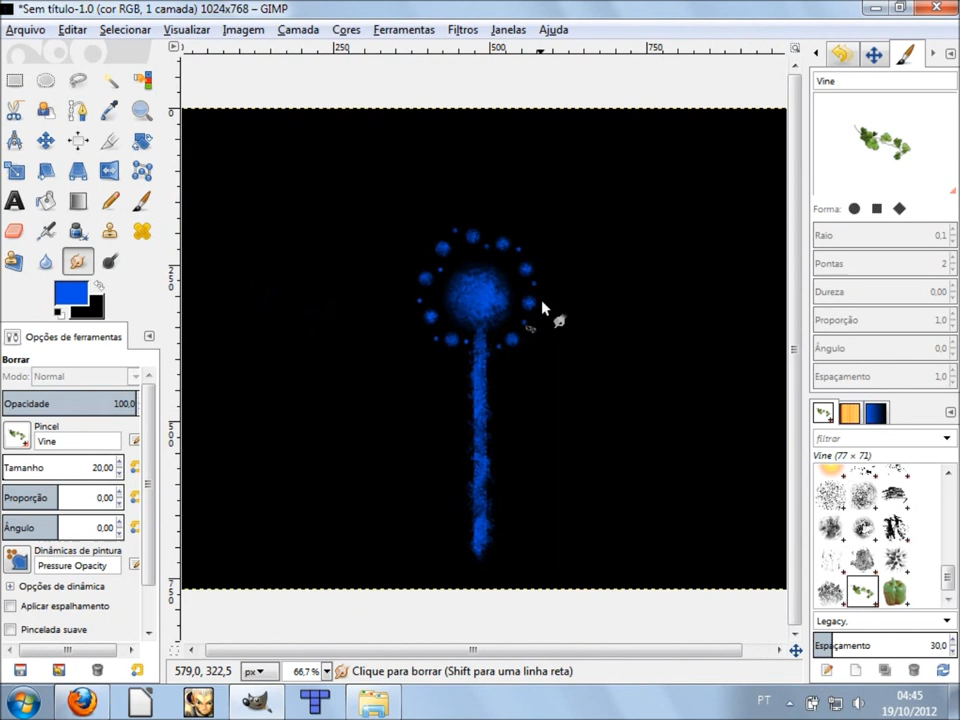 *Sem título-1.0 (cor RGB, 1 camada) 1024x768 – GIMP
Arquivo Editar Selecionar Visualizar Imagem Camada Cores Ferramentas Filtros Janelas Ajuda
250 500 750
0
250
500
750
Opções de ferramentas
Borrar
Modo: Normal
Opacidade 100,0
Pincel
Vine
Tamanho 20,00
Proporção 0,00
Ângulo 0,00
Dinâmicas de pintura
Pressure Opacity
Opções de dinâmica
Aplicar espalhamento
Pincelada suave
Vine
Forma:
Raio 0,1
Pontas 2
Dureza 0,00
Proporção 1,0
Ângulo 0,0
Espaçamento 1,0
filtrar
Vine (77 × 71)
Legacy,
Espaçamento 30,0
579,0, 322,5 px 66,7 % Clique para borrar (Shift para uma linha reta)
PT
04:45
19/10/2012